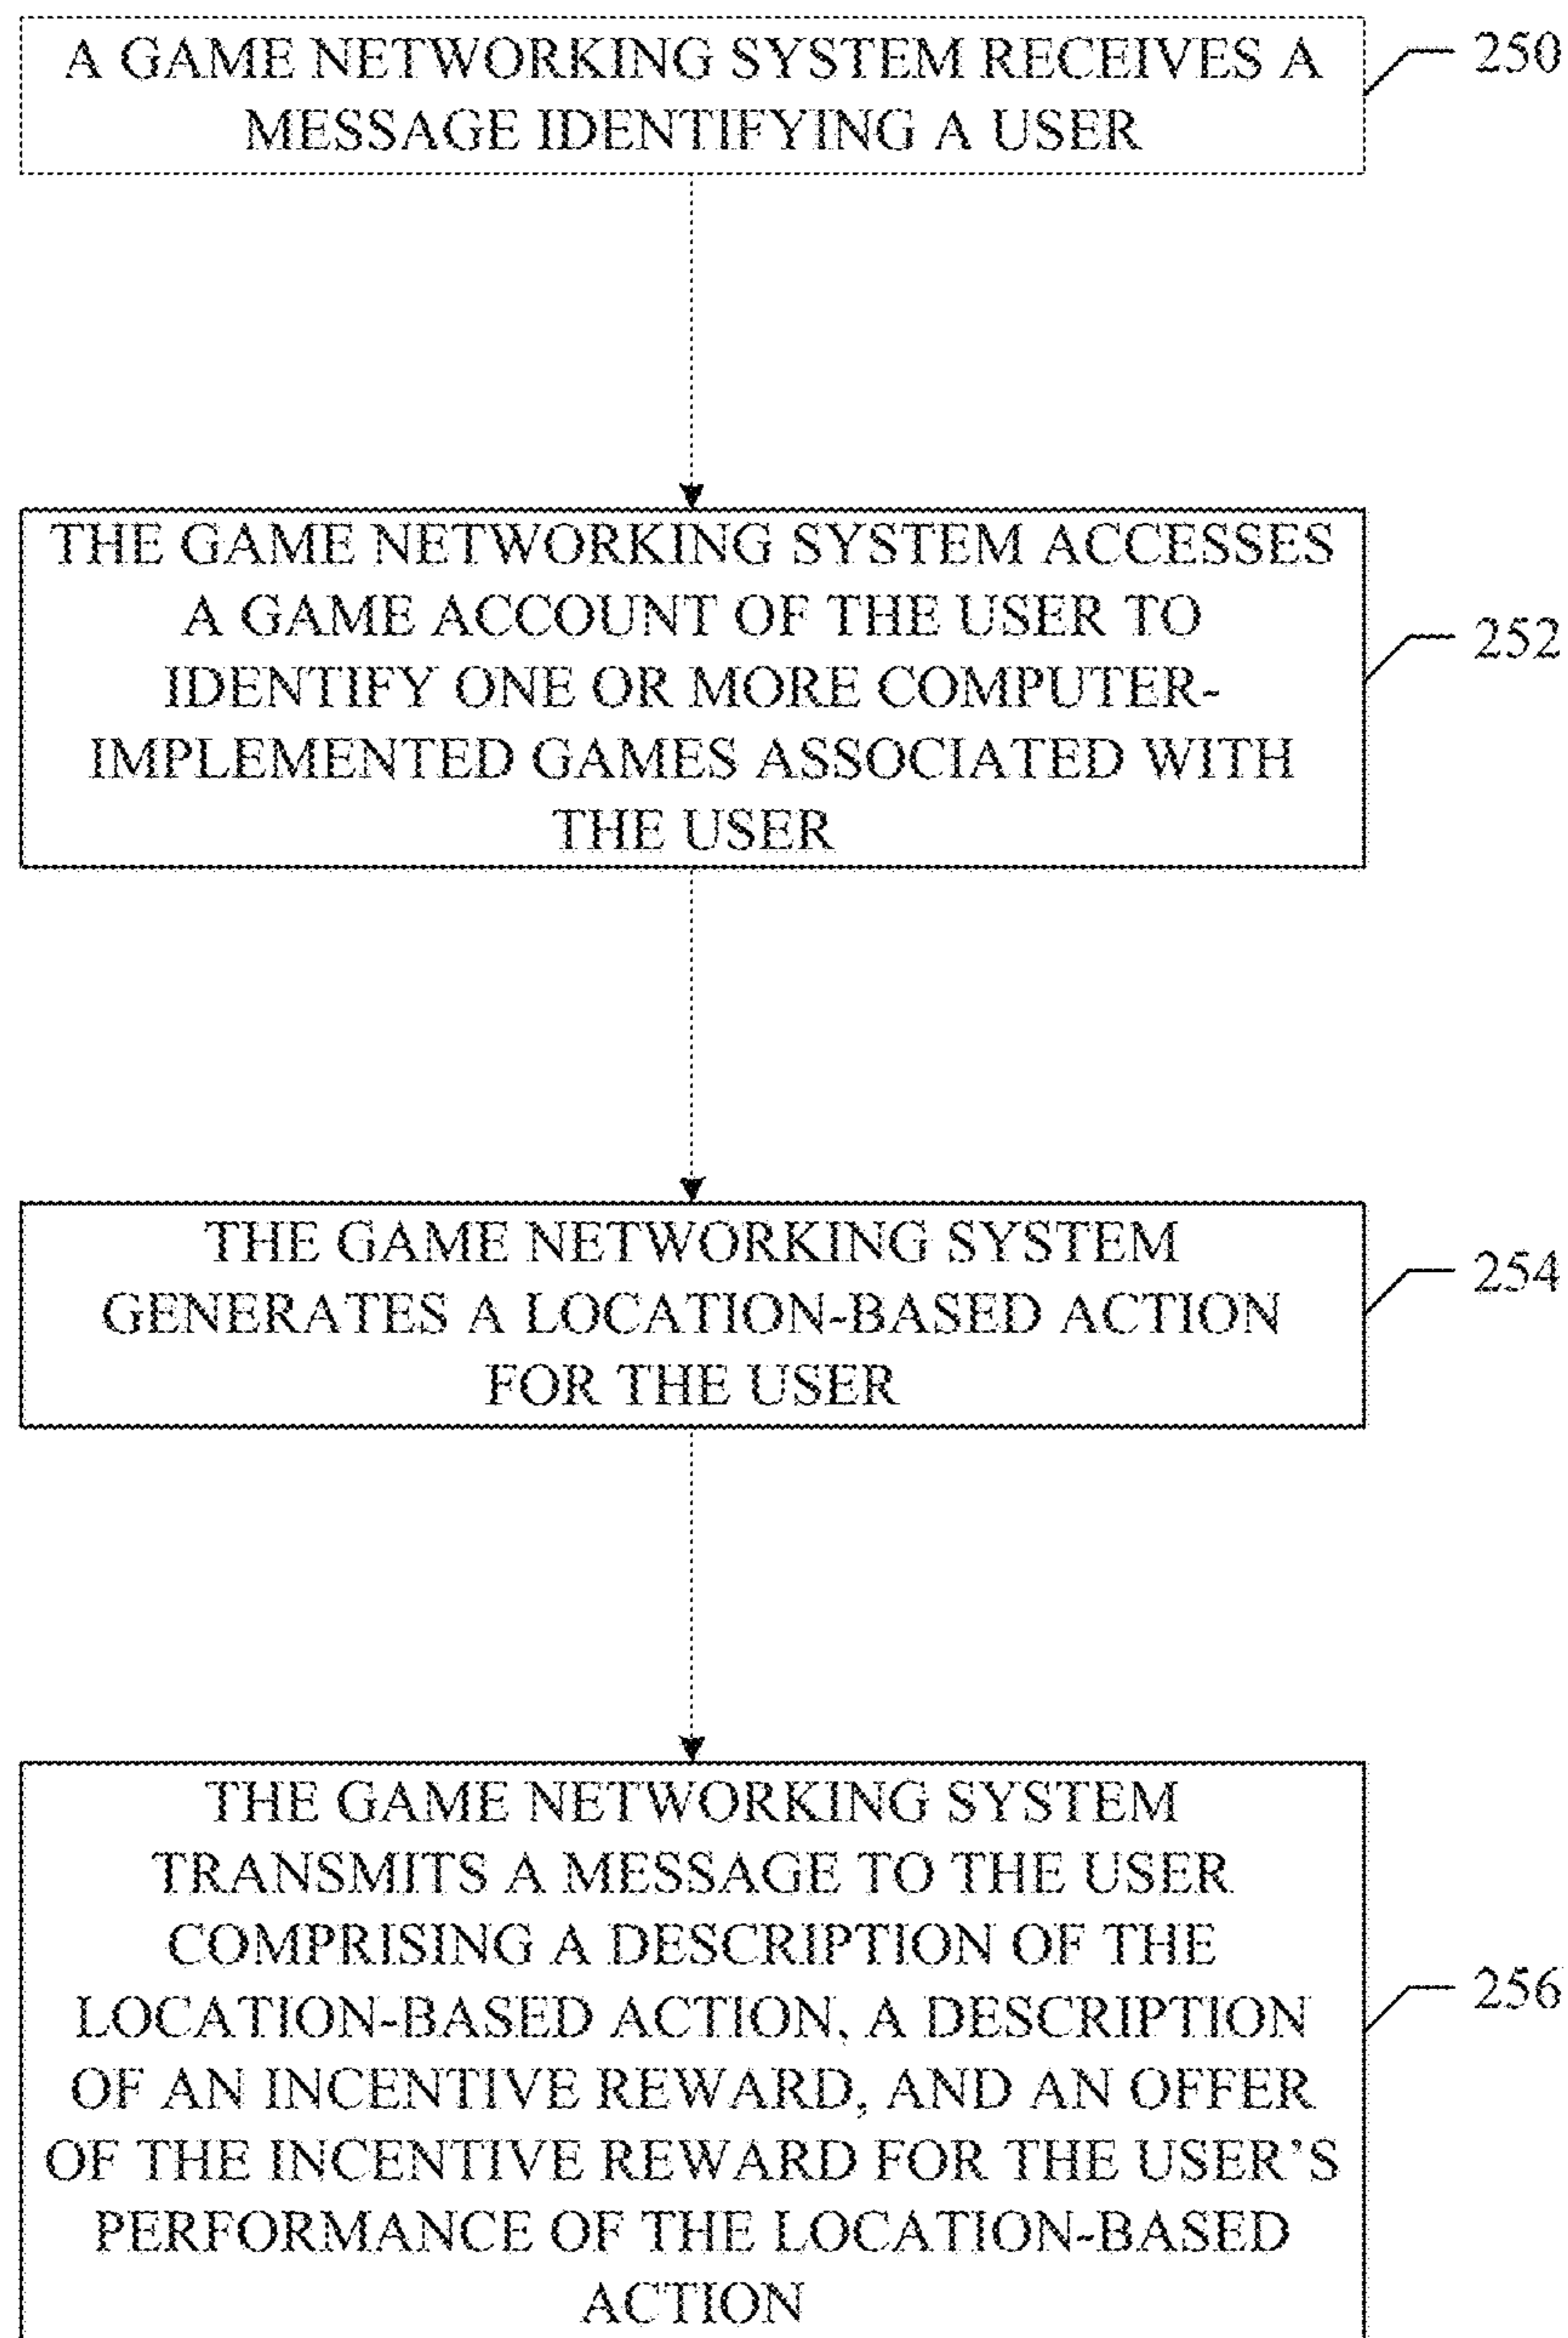 A GAME NETWORKING SYSTEM RECEIVES A
MESSAGE IDENTIFYING A USER
250
THE GAME NETWORKING SYSTEM ACCESSES
A GAME ACCOUNT OF THE USER TO
IDENTIFY ONE OR MORE COMPUTER-
IMPLEMENTED GAMES ASSOCIATED WITH
THE USER
252
THE GAME NETWORKING SYSTEM
GENERATES A LOCATION-BASED ACTION
FOR THE USER
254
THE GAME NETWORKING SYSTEM
TRANSMITS A MESSAGE TO THE USER
COMPRISING A DESCRIPTION OF THE
LOCATION-BASED ACTION, A DESCRIPTION
OF AN INCENTIVE REWARD, AND AN OFFER
OF THE INCENTIVE REWARD FOR THE USER’S
PERFORMANCE OF THE LOCATION-BASED
ACTION
256